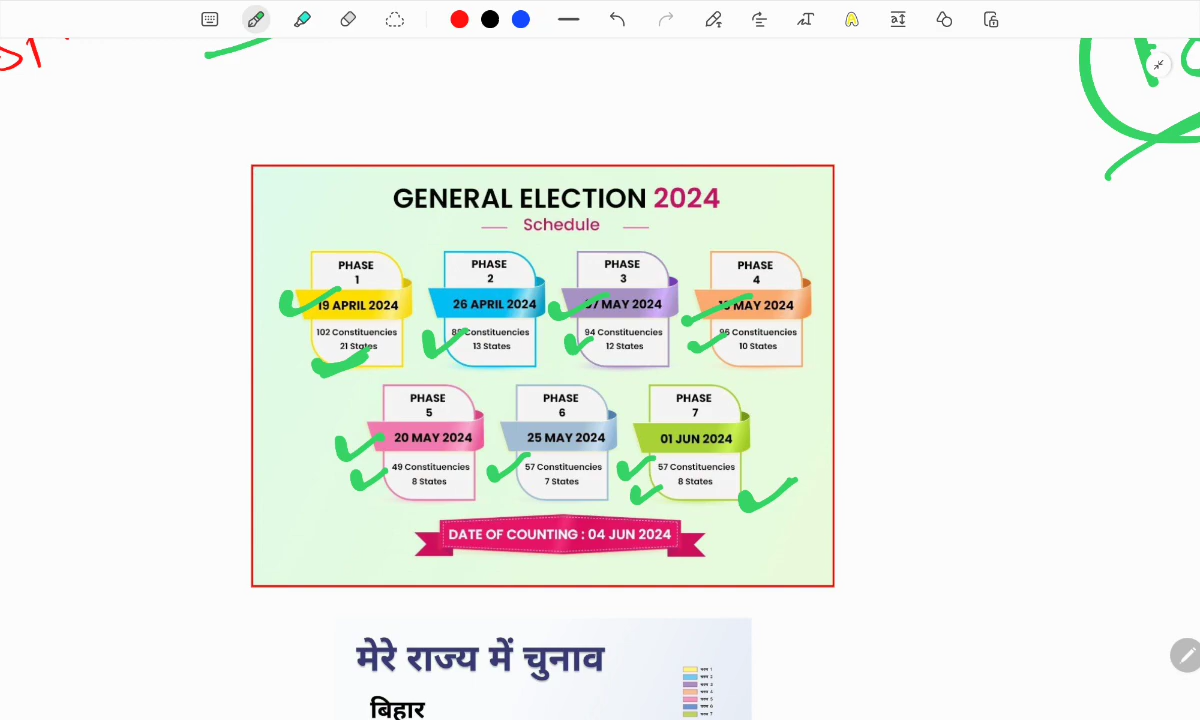 GENERAL ELECTION 2024
Schedule
PHASE
1
19 APRIL 2024
102 Constituencies
21 States
PHASE
2
26 APRIL 2024
Constituencies
13 States
PHASE
3
07 MAY 2024
94 Constituencies
12 States
PHASE
4
MAY 2024
96 Constituencies
10 States
PHASE
5
20 MAY 2024
49 Constituencies
8 States
PHASE
6
25 MAY 2024
57 Constituencies
7 States
PHASE
7
01 JUN 2024
57 Constituencies
8 States
DATE OF COUNTING : 04 JUN 2024
मेरे राज्य में चुनाव
बिहार